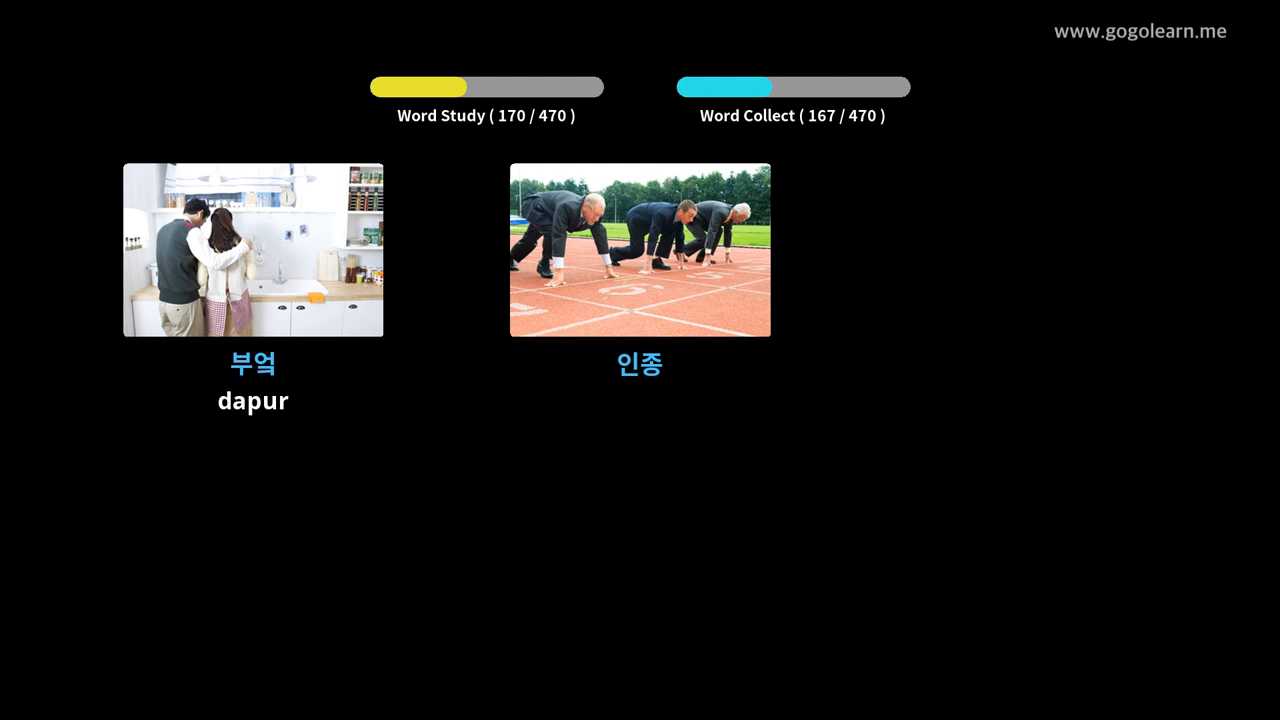 www.gogolearn.me
Word Study ( 170 / 470 )
Word Collect ( 167 / 470 )
부엌
인종
dapur